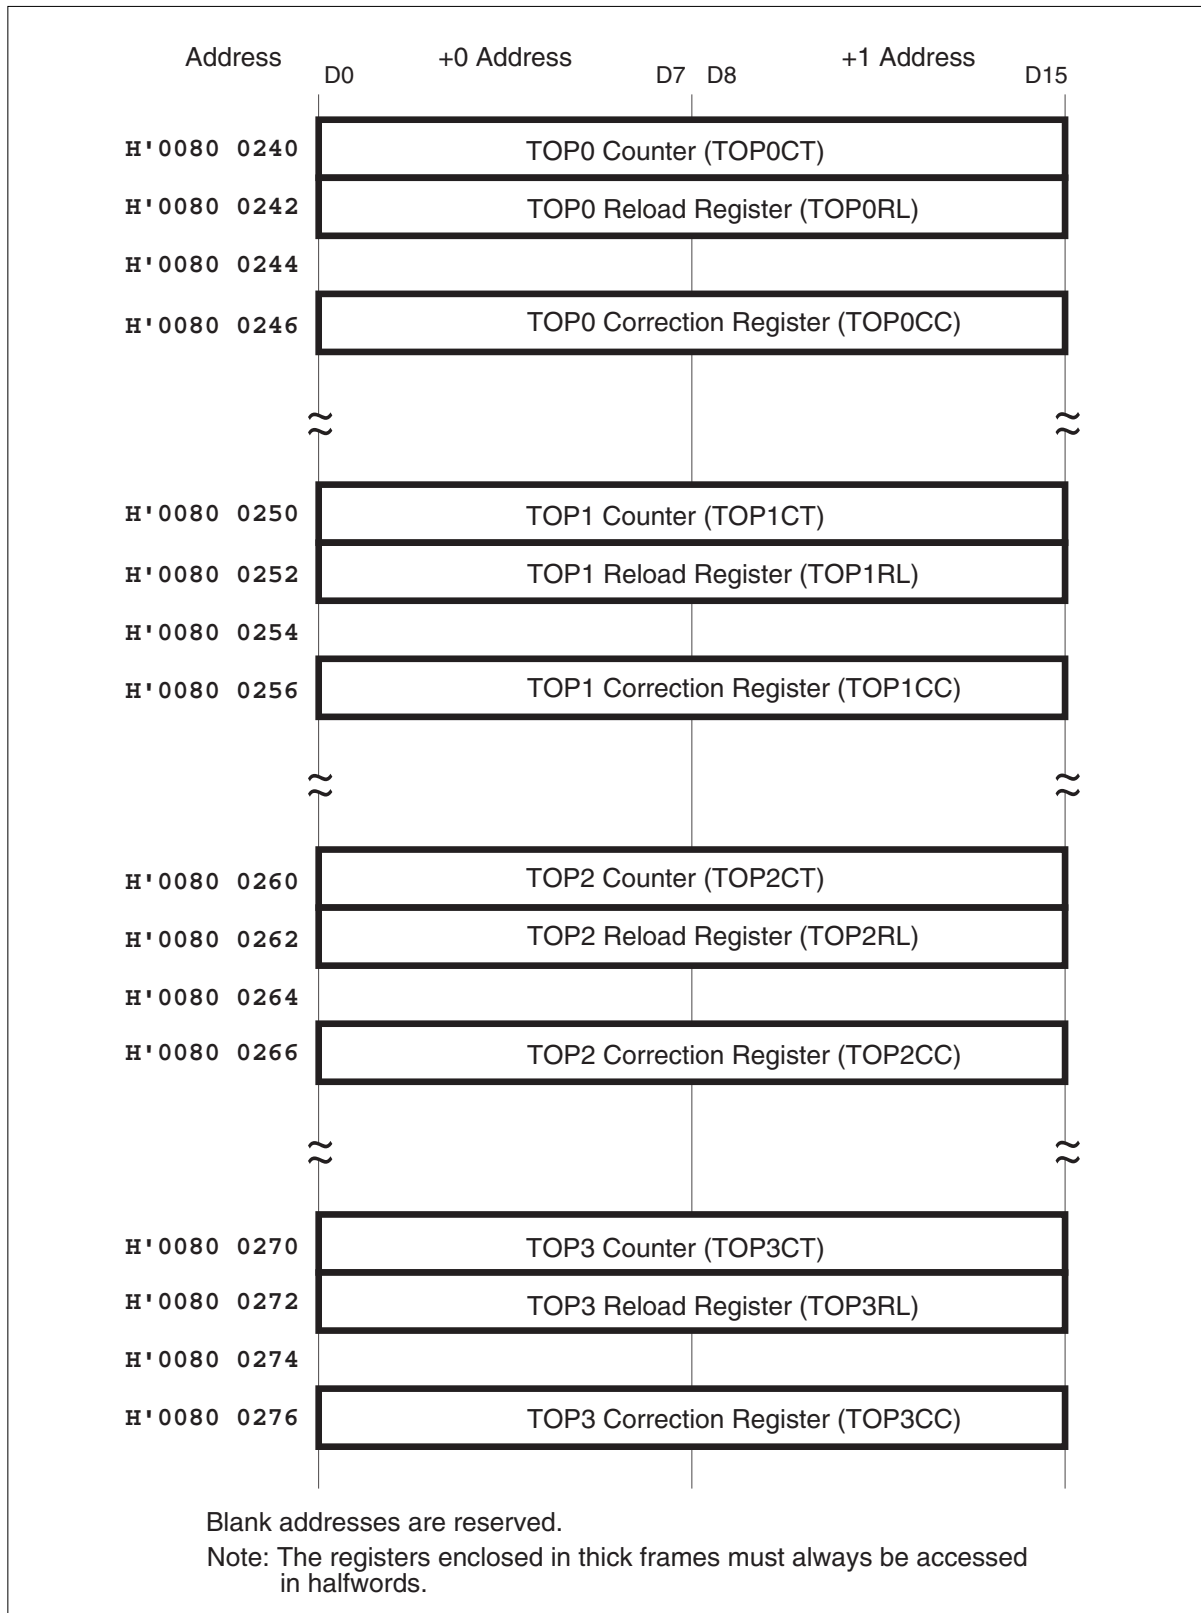 Address +0 Address +1 Address
D0 D7 D8 D15
H'0080 0240 TOP0 Counter (TOP0CT)
H'0080 0242 TOP0 Reload Register (TOP0RL)
H'0080 0244
H'0080 0246 TOP0 Correction Register (TOP0CC)
H'0080 0250 TOP1 Counter (TOP1CT)
H'0080 0252 TOP1 Reload Register (TOP1RL)
H'0080 0254
H'0080 0256 TOP1 Correction Register (TOP1CC)
H'0080 0260 TOP2 Counter (TOP2CT)
H'0080 0262 TOP2 Reload Register (TOP2RL)
H'0080 0264
H'0080 0266 TOP2 Correction Register (TOP2CC)
H'0080 0270 TOP3 Counter (TOP3CT)
H'0080 0272 TOP3 Reload Register (TOP3RL)
H'0080 0274
H'0080 0276 TOP3 Correction Register (TOP3CC)
Blank addresses are reserved.
Note: The registers enclosed in thick frames must always be accessed
in halfwords.